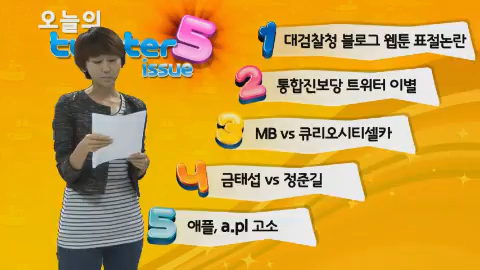 오늘의
twitter 5
issue
1 대검찰청 블로그 웹툰 표절논란
2 통합진보당 트위터 이별
3 MB vs 큐리오시티셀카
4 금태섭 vs 정준길
5 애플, a.pl 고소